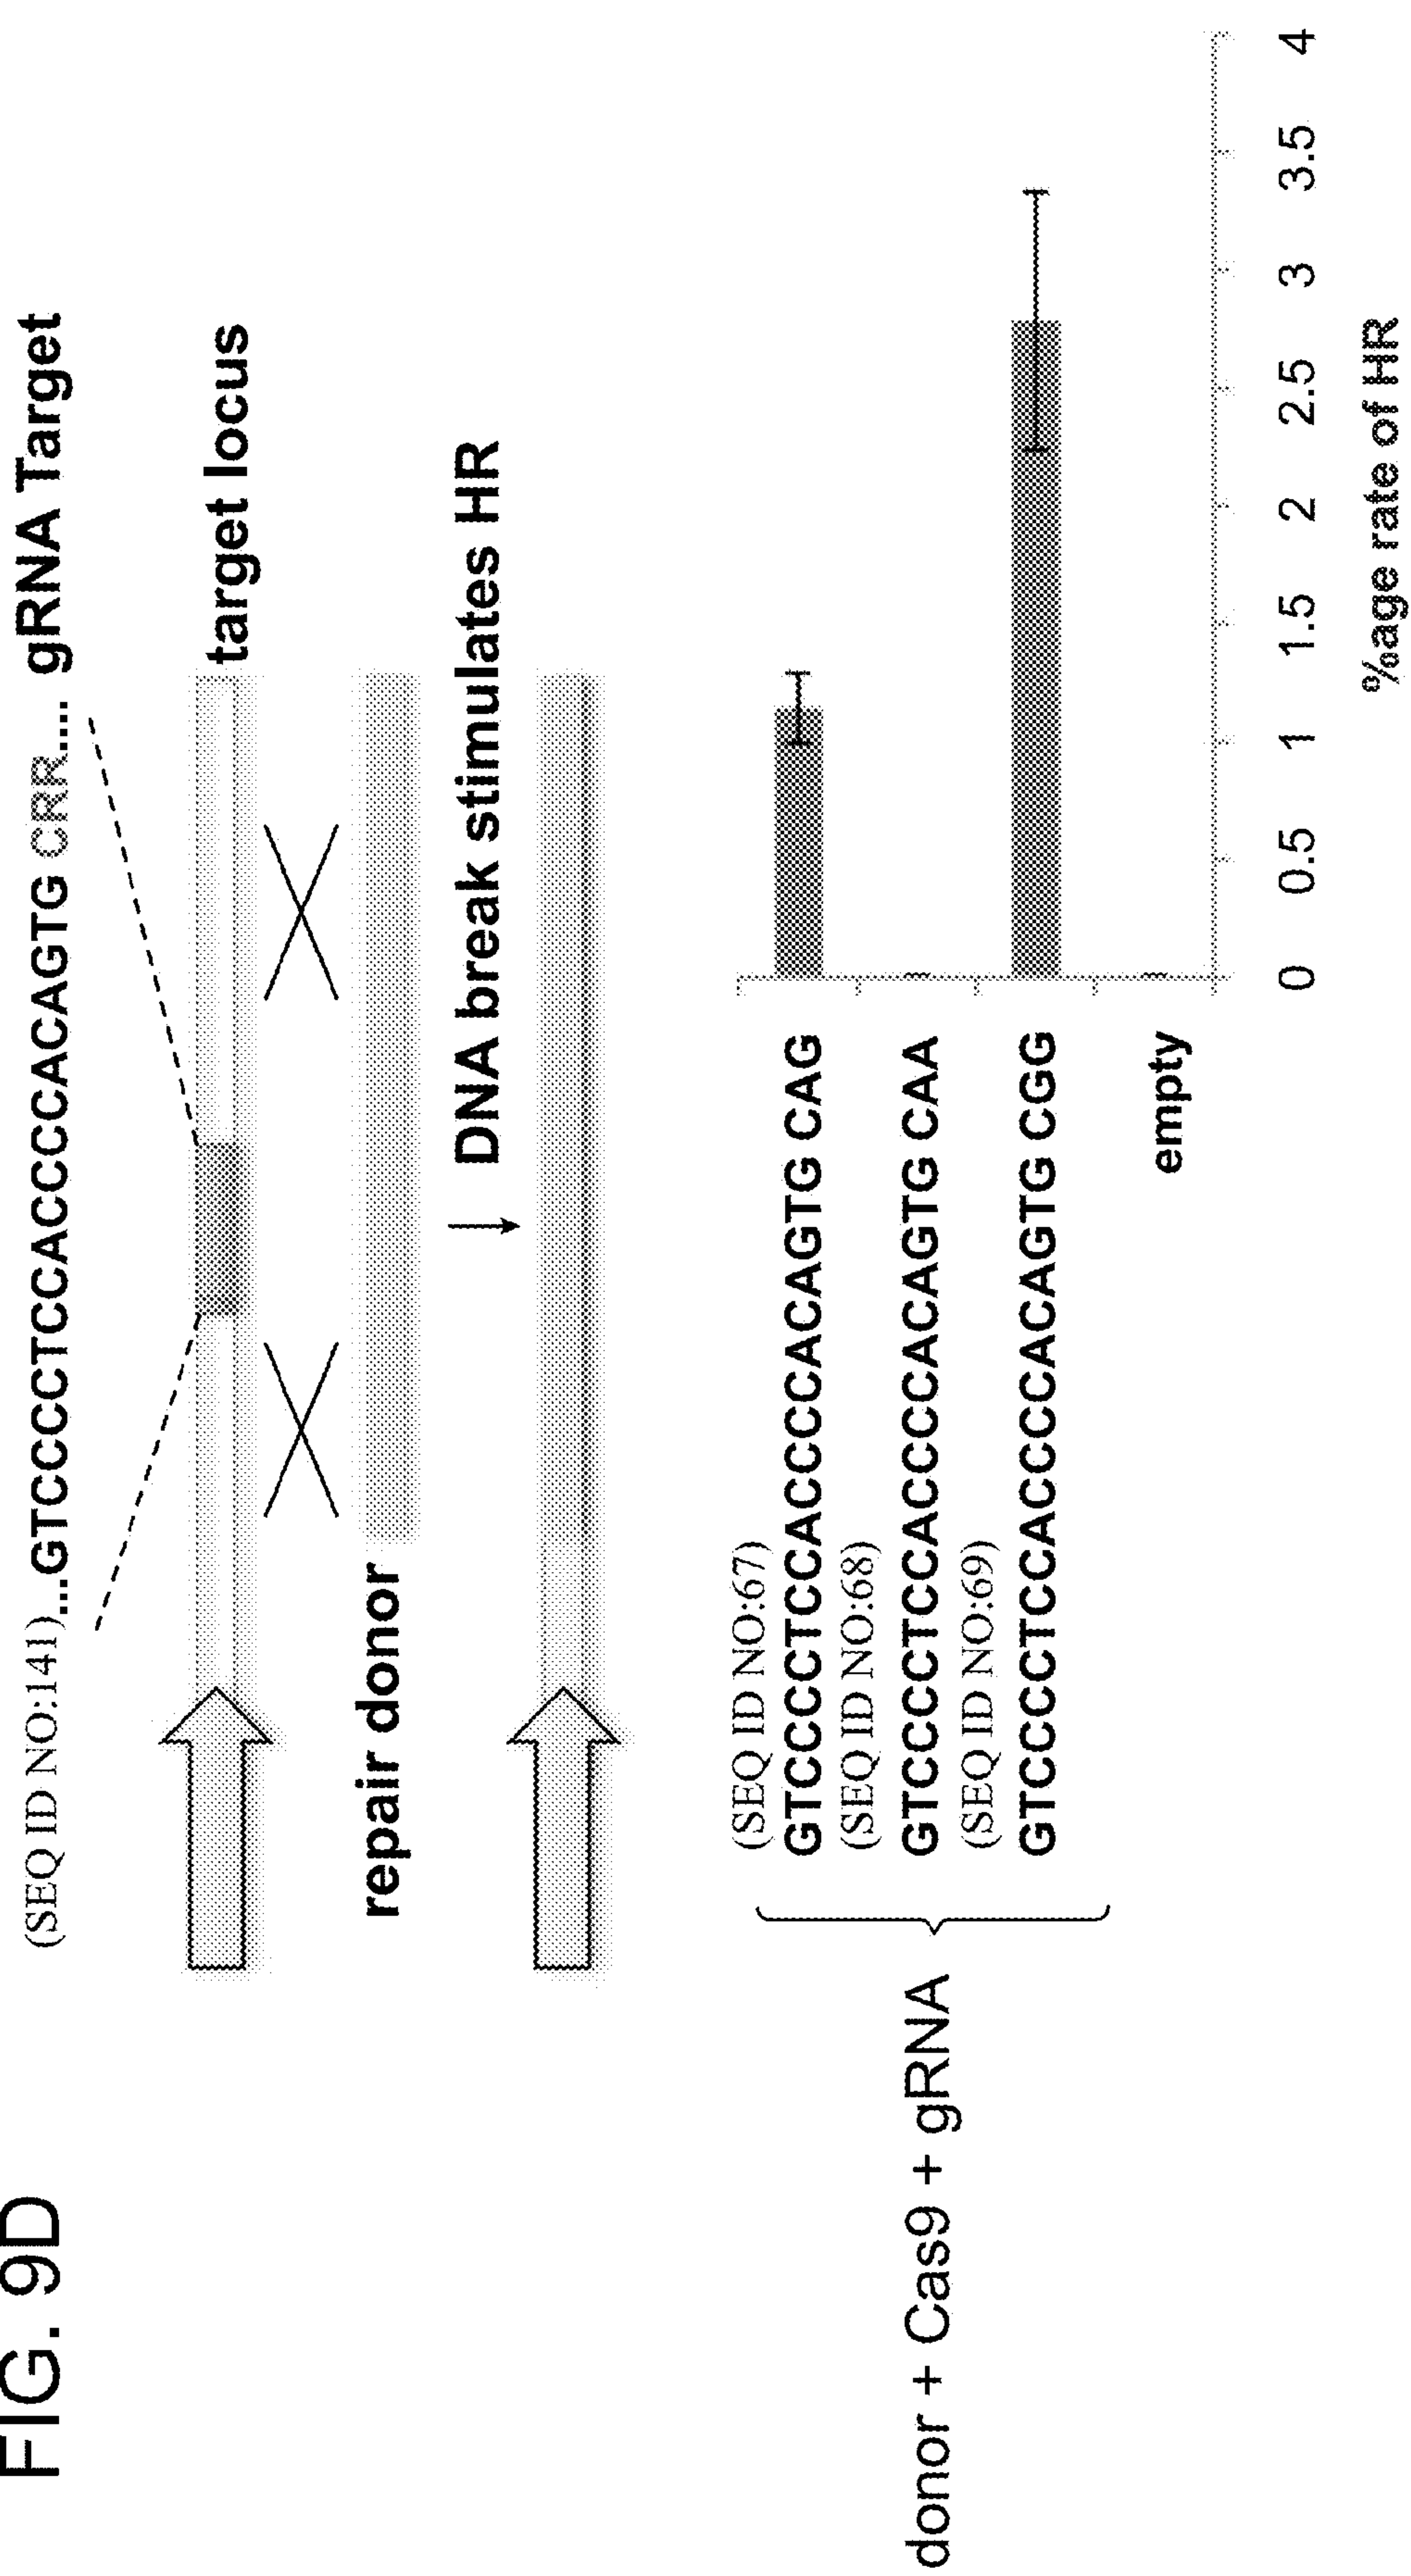 FIG. 9D
(SEQ ID NO:141)
...GTCCCCTCCACCCCACAGTG CRR.... gRNA Target
target locus
repair donor
DNA break stimulates HR
donor + Cas9 + gRNA
(SEQ ID NO:67)
GTCCCCTCCACCCCACAGTG CAG
(SEQ ID NO:68)
GTCCCCTCCACCCCACAGTG CAA
(SEQ ID NO:69)
GTCCCCTCCACCCCACAGTG CGG
empty
0 0.5 1 1.5 2 2.5 3 3.5 4
%age rate of HR